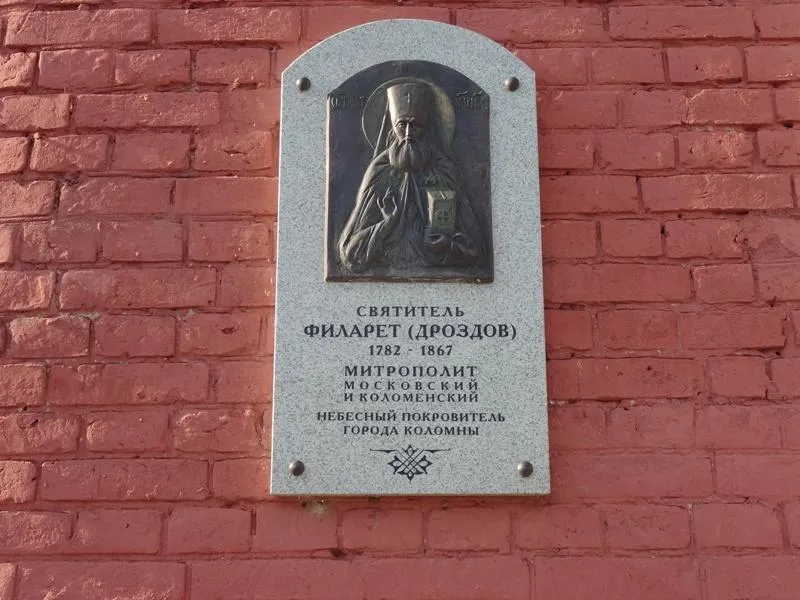 СВЯТИТЕЛЬ
ФИЛАРЕТ (ДРОЗДОВ)
1782 - 1867
МИТРОПОЛИТ
МОСКОВСКИЙ
И КОЛОМЕНСКИЙ
НЕБЕСНЫЙ ПОКРОВИТЕЛЬ
ГОРОДА КОЛОМНЫ